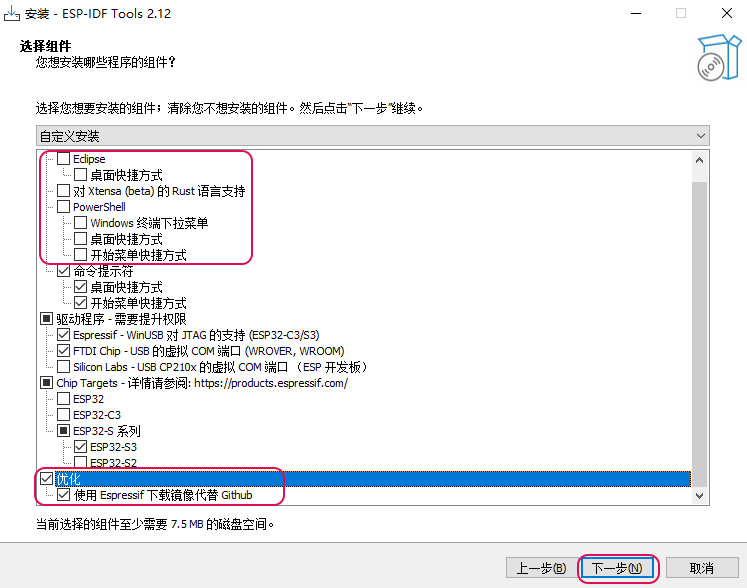 安装 - ESP-IDF Tools 2.12
选择组件
您想安装哪些程序的组件？
选择您想要安装的组件；清除您不想安装的组件。然后点击“下一步”继续。
自定义安装
Eclipse
桌面快捷方式
对 Xtensa (beta) 的 Rust 语言支持
PowerShell
Windows 终端下拉菜单
桌面快捷方式
开始菜单快捷方式
命令提示符
桌面快捷方式
开始菜单快捷方式
驱动程序 - 需要提升权限
Espressif - WinUSB 对 JTAG 的支持 (ESP32-C3/S3)
FTDI Chip - USB 的虚拟 COM 端口 (WROVER, WROOM)
Silicon Labs - USB CP210x 的虚拟 COM 端口 （ESP 开发板）
Chip Targets - 详情请参阅: https://products.espressif.com/
ESP32
ESP32-C3
ESP32-S 系列
ESP32-S3
ESP32-S2
优化
使用 Espressif 下载镜像代替 Github
当前选择的组件至少需要 7.5 MB 的磁盘空间。
上一步(B) 下一步(N) 取消